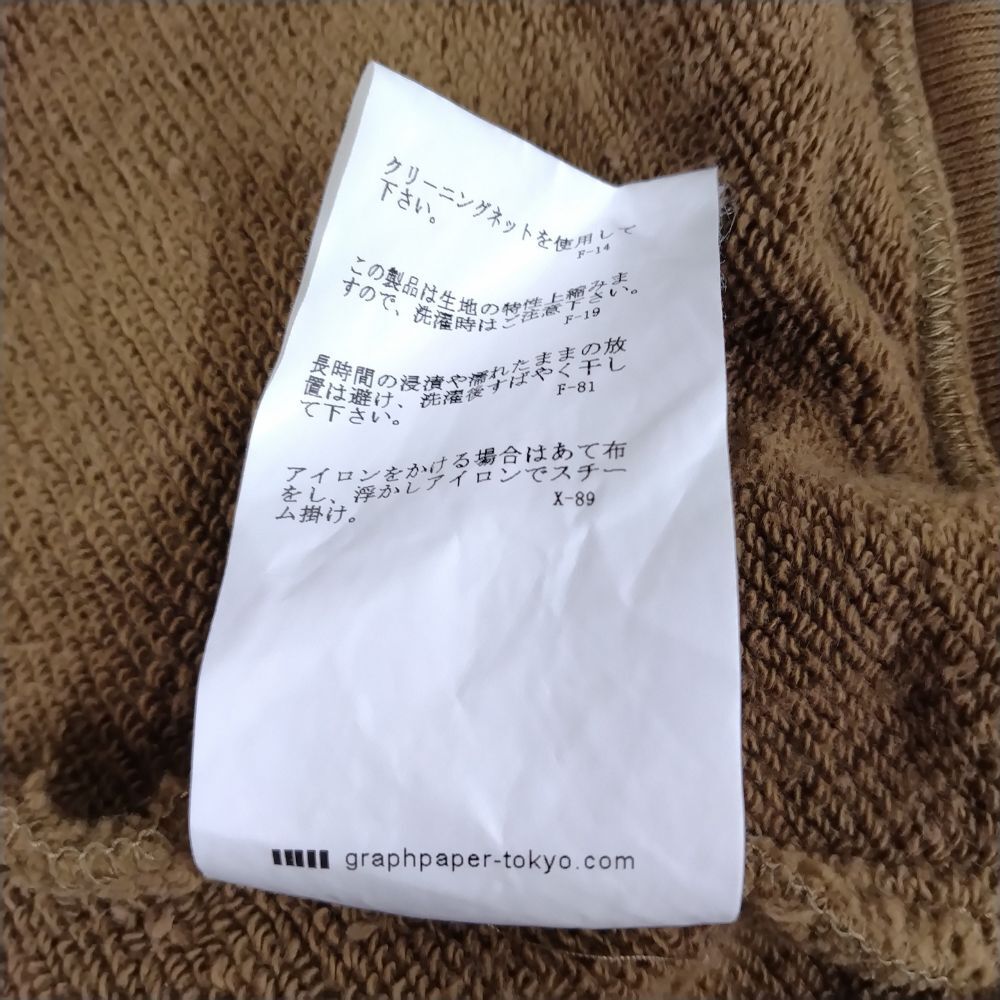 クリーニングネットを使用して
下さい。
F-14
この製品は生地の特性上縮みま
すので、洗濯時はご注意下さい。
F-19
長時間の浸漬や濡れたままの放
置は避け、洗濯後すばやく干し
て下さい。
F-81
アイロンをかける場合はあて布
をし、浮かしアイロンでスチー
ム掛け。
X-89
graphpaper-tokyo.com